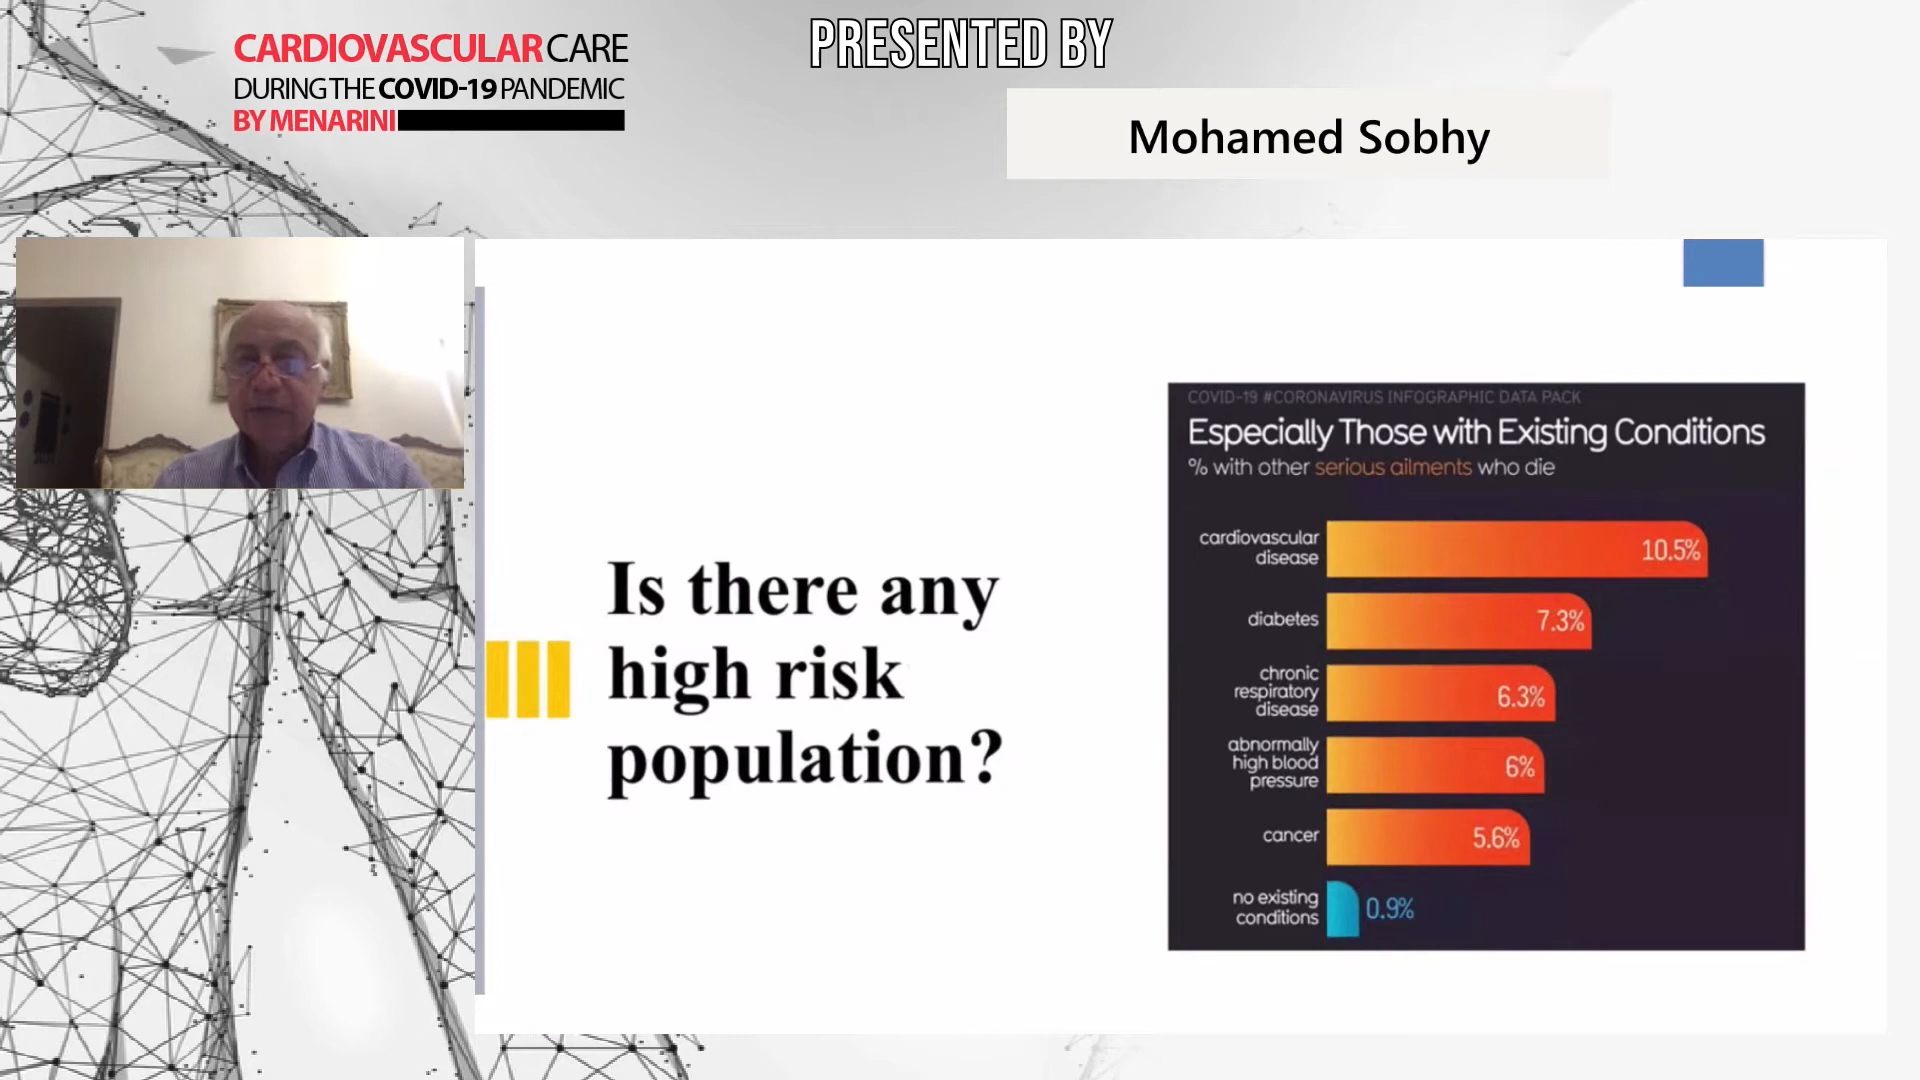 CARDIOVASCULAR CARE
DURING THE COVID-19 PANDEMIC
BY MENARINI
PRESENTED BY
Mohamed Sobhy
Is there any
high risk
population?
COVID-19 #CORONAVIRUS INFOGRAPHIC DATA PACK
Especially Those with Existing Conditions
% with other serious ailments who die
cardiovascular
disease
10.5%
diabetes
7.3%
chronic
respiratory
disease
6.3%
abnormally
high blood
pressure
6%
cancer
5.6%
no existing
conditions
0.9%